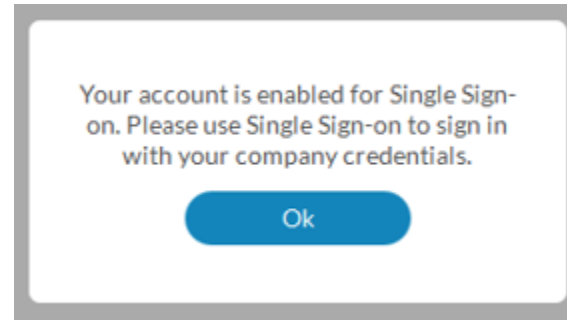 Your account is enabled for Single Sign-
on. Please use Single Sign-on to sign in
with your company credentials.
Ok